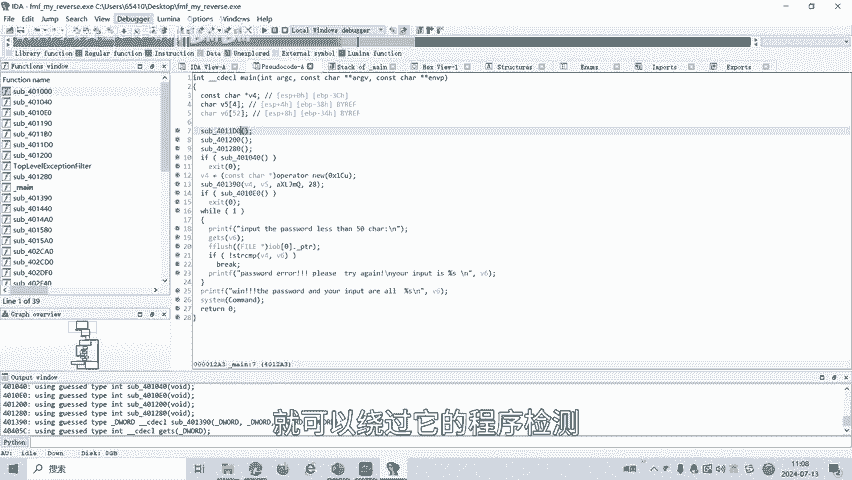 IDA - fmf_my_reverse.exe C:\Users\65410\Desktop\fmf_my_reverse.exe
File Edit Jump Search View Debugger Lumina Options Windows Help
Local Windows debugger
Library function Regular function Instruction Data Unexplored External symbol Lumina function
Functions window
IDA View-A Pseudocode-A Stack of _main Hex View-1 Structures Enums Imports Exports
Function name
sub_401000
sub_401040
sub_4010E0
sub_401190
sub_4011B0
sub_4011D0
sub_401200
TopLevelExceptionFilter
sub_401280
_main
sub_401390
sub_401440
sub_4014A0
sub_401580
sub_4015A0
sub_402CA0
sub_402CD0
sub_402DF0
sub_402E40
Line 1 of 39
Graph overview
1 int __cdecl main(int argc, const char **argv, const char **envp)
2 {
3 const char *v4; // [esp+0h] [ebp-3Ch]
4 char v5[4]; // [esp+4h] [ebp-38h] BYREF
5 char v6[52]; // [esp+8h] [ebp-34h] BYREF
6
7 sub_4011D0();
8 sub_401200();
9 sub_401280();
10 if ( sub_401040() )
11 exit(0);
12 v4 = (const char *)operator new(0x1Cu);
13 sub_401390(v4, v5, aXlJmQ, 28);
14 if ( sub_4010E0() )
15 exit(0);
16 while ( 1 )
17 {
18 printf("input the password less than 50 char:\n");
19 gets(v6);
20 fflush((FILE *)iob[0]._ptr);
21 if ( !strcmp(v4, v6) )
22 break;
23 printf("password error!!! please try again!\nyour input is %s \n", v6);
24 }
25 printf("win!!!the password and your input are all %s\n", v6);
26 system(Command);
27 return 0;
28 }
000012A3 _main:7 (4012A3)
Output window
401040: using guessed type int sub_401040(void);
4010E0: using guessed type int sub_4010E0(void);
401200: using guessed type int sub_401200(void);
401280: using guessed type int sub_401280(void);
401390: using guessed type _DWORD __cdecl sub_401390(_DWORD, _DWORD,
40405C: using guessed type int __cdecl gets(_DWORD);
就可以绕过它的程序检测
Python
AU: idle Down Disk: 8GB
搜索
11:08
2024-07-13